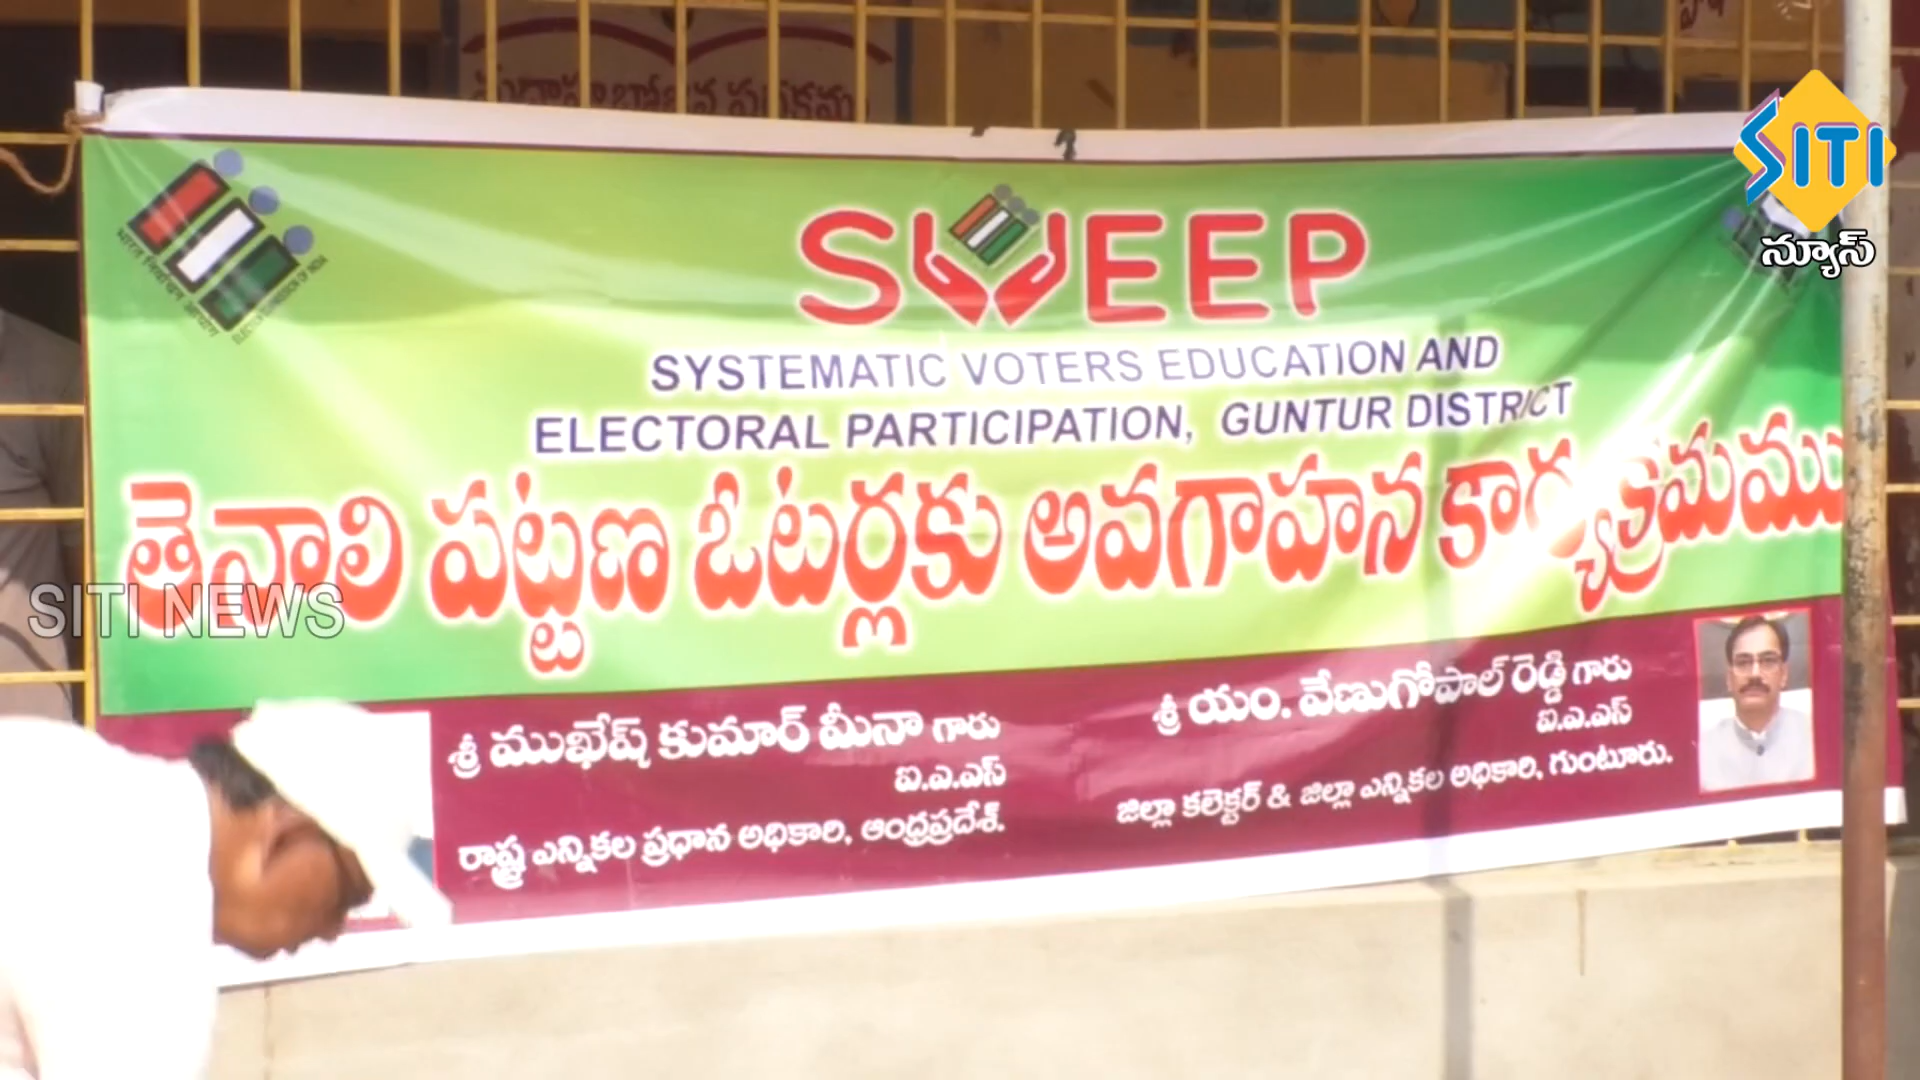 SITI
న్యూస్
SWEEP
SYSTEMATIC VOTERS EDUCATION AND
ELECTORAL PARTICIPATION, GUNTUR DISTRICT
తెనాలి పట్టణ ఓటర్లకు అవగాహన కార్యక్రమము
SITI NEWS
శ్రీ ముఖేష్ కుమార్ మీనా గారు
ఐ.ఎ.ఎస్
రాష్ట్ర ఎన్నికల ప్రధాన అధికారి, ఆంధ్రప్రదేశ్.
శ్రీ యం. వేణుగోపాల్ రెడ్డి గారు
ఐ.ఎ.ఎస్
జిల్లా కలెక్టర్ & జిల్లా ఎన్నికల అధికారి, గుంటూరు.